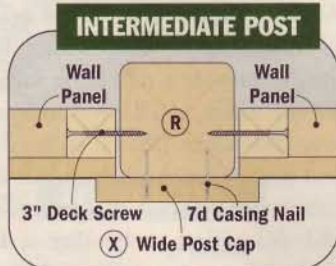 INTERMEDIATE POST
Wall Panel
Wall Panel
R
3" Deck Screw
7d Casing Nail
X Wide Post Cap